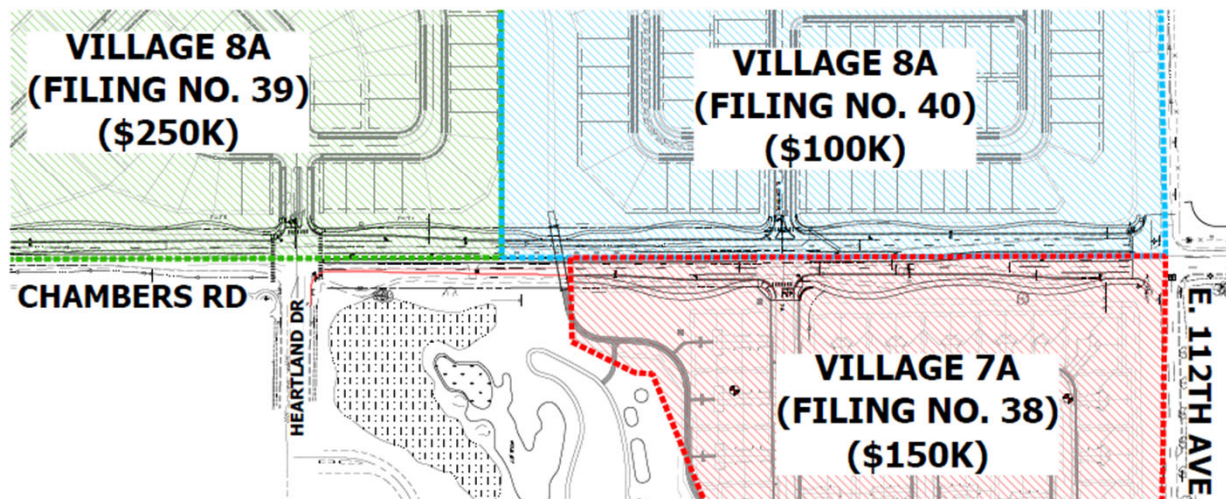 VILLAGE 8A
(FILING NO. 39)
($250K)
VILLAGE 8A
(FILING NO. 40)
($100K)
CHAMBERS RD
HEARTLAND DR
VILLAGE 7A
(FILING NO. 38)
($150K)
E. 112TH AVE